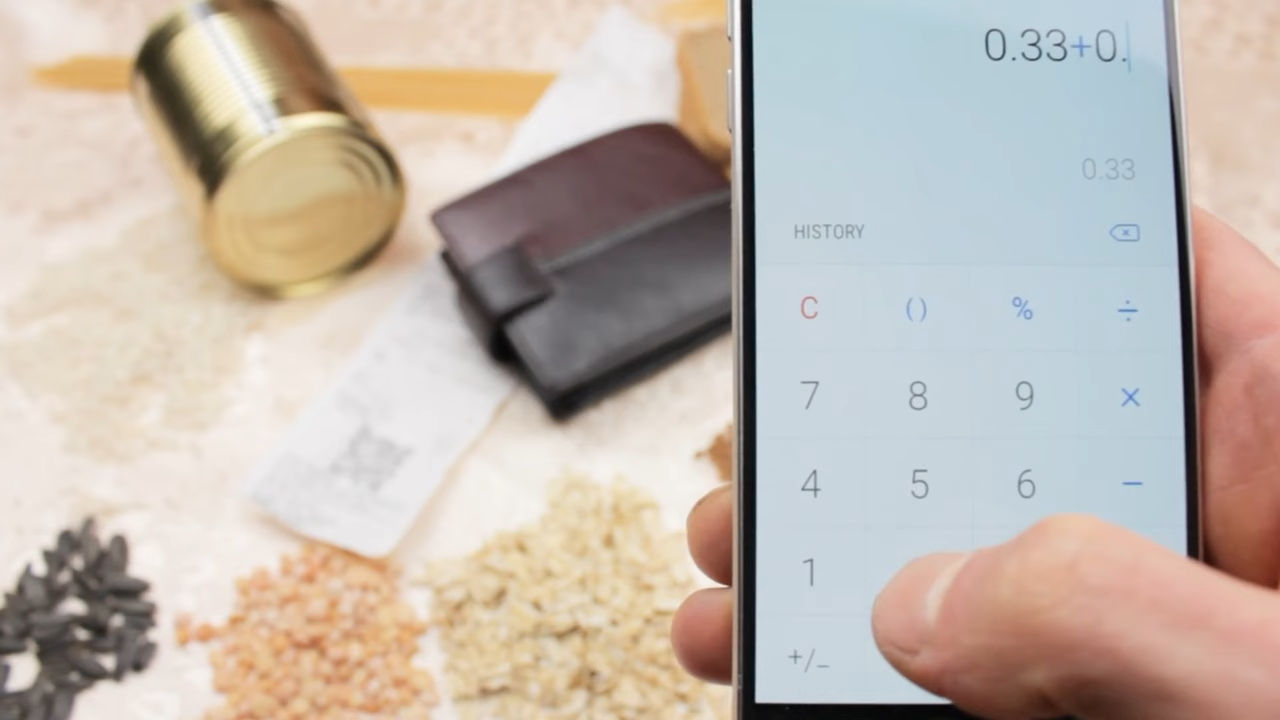 0.33+0.
0.33
HISTORY
C () % ÷
7 8 9 ×
4 5 6 −
1
+/−